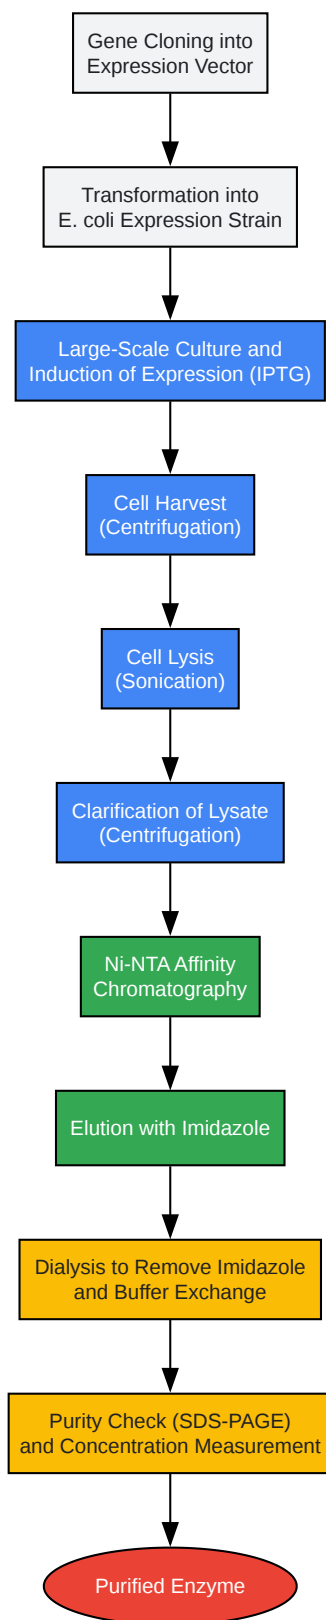 Gene Cloning into
Expression Vector
Transformation into
E. coli Expression Strain
Large-Scale Culture and
Induction of Expression (IPTG)
Cell Harvest
(Centrifugation)
Cell Lysis
(Sonication)
Clarification of Lysate
(Centrifugation)
Ni-NTA Affinity
Chromatography
Elution with Imidazole
Dialysis to Remove Imidazole
and Buffer Exchange
Purity Check (SDS-PAGE)
and Concentration Measurement
Purified Enzyme